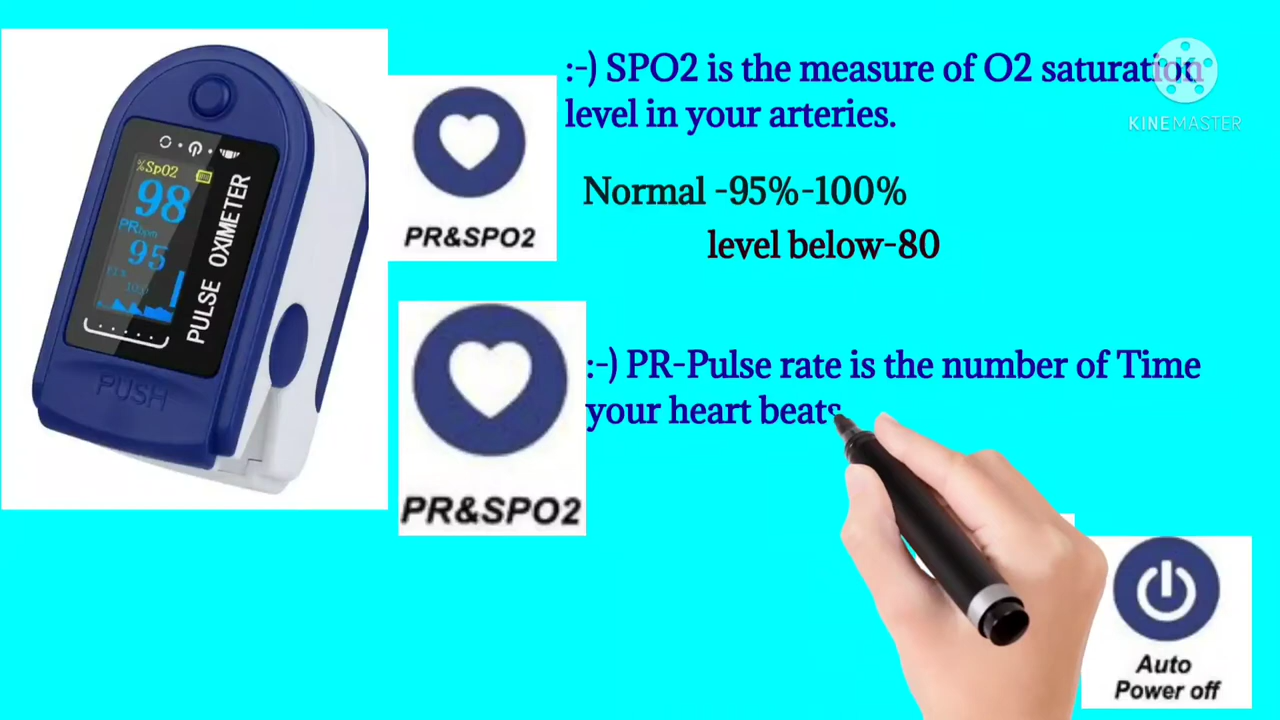 :-) SPO2 is the measure of O2 saturation
level in your arteries.
KINEMASTER
Normal -95%-100%
level below-80
PR&SPO2
%SpO2
98
PRbpm
95
PULSE OXIMETER
PUSH
:-) PR-Pulse rate is the number of Time
your heart beats
PR&SPO2
Auto
Power off